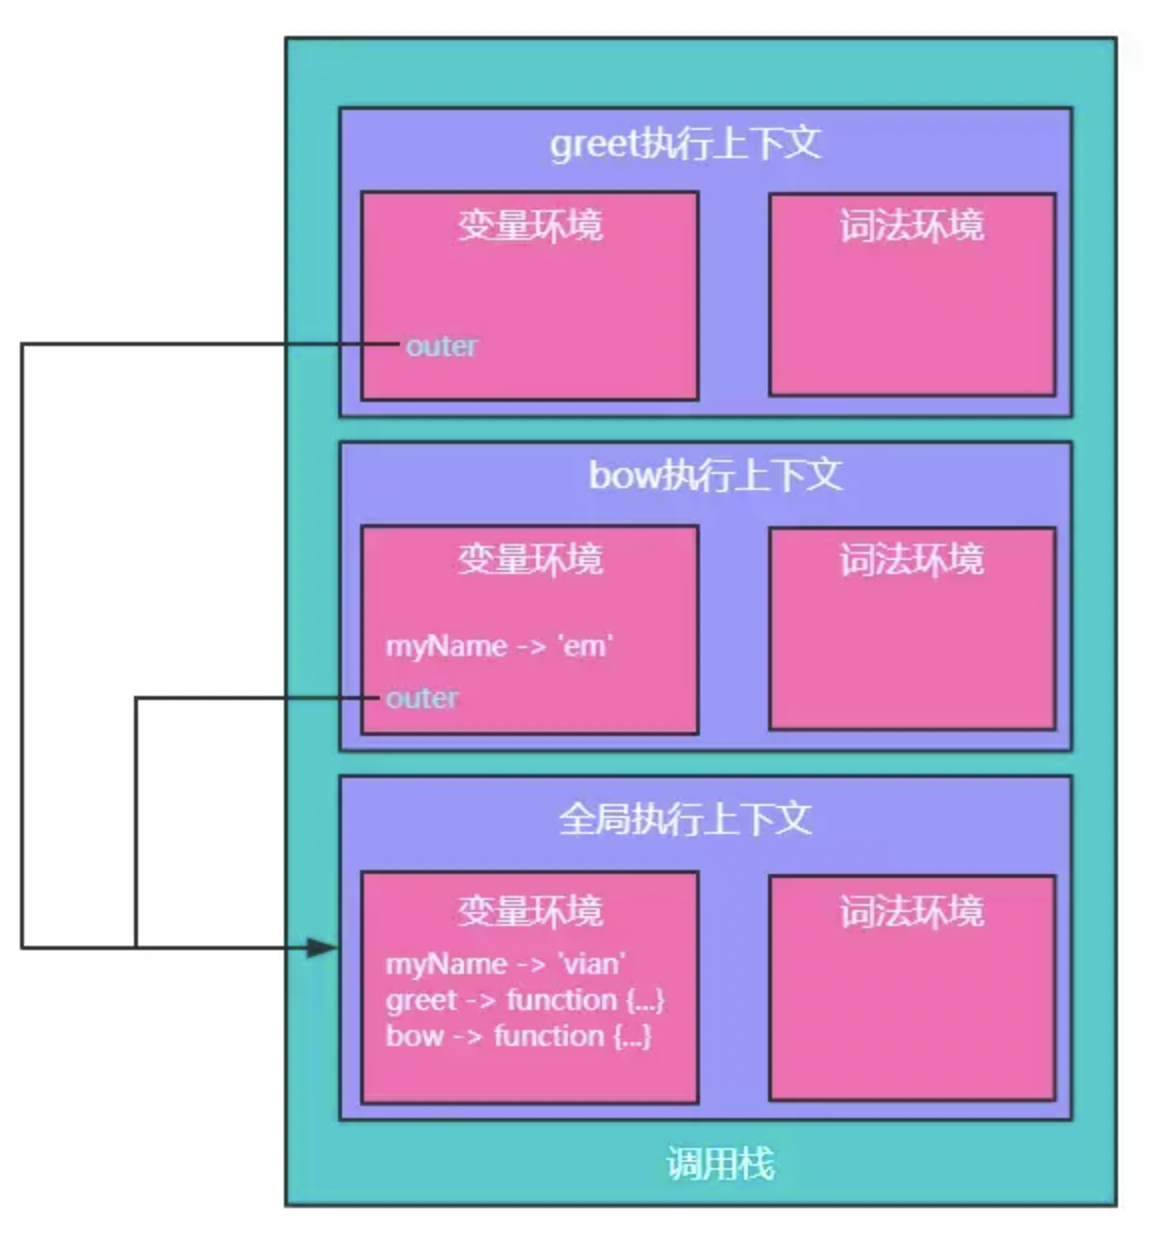 greet执行上下文
变量环境
词法环境
outer
bow执行上下文
变量环境
词法环境
myName -> 'em'
outer
全局执行上下文
变量环境
词法环境
myName -> 'vian'
greet -> function {...}
bow -> function {...}
调用栈